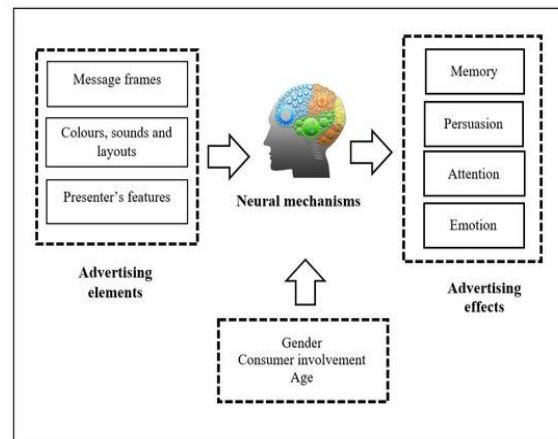 Message frames
Colours, sounds and
layouts
Presenter's features
Advertising
elements
Neural mechanisms
Memory
Persuasion
Attention
Emotion
Advertising
effects
Gender
Consumer involvement
Age